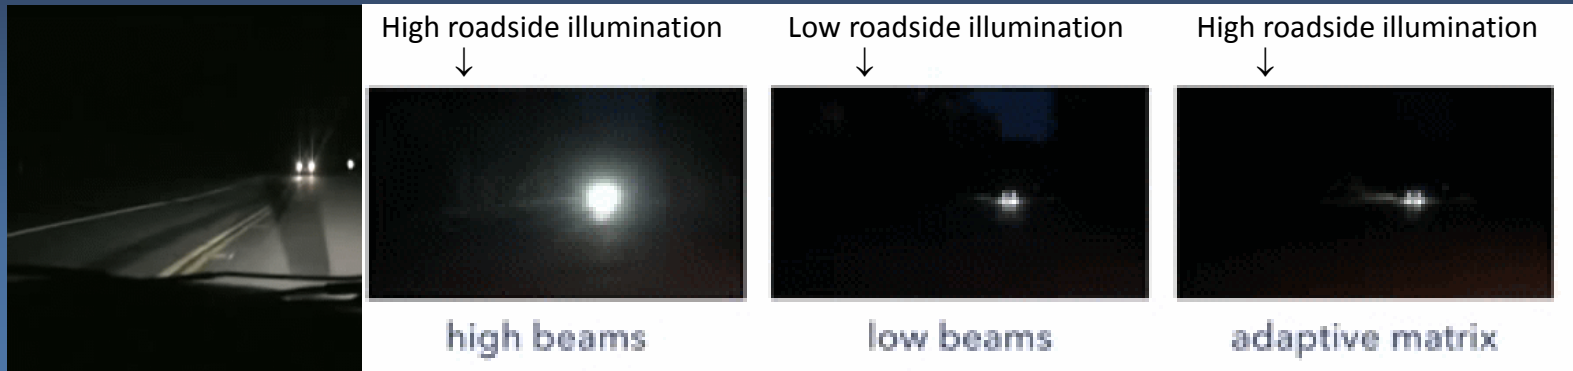 High roadside illumination
↓
Low roadside illumination
↓
High roadside illumination
↓
high beams
low beams
adaptive matrix